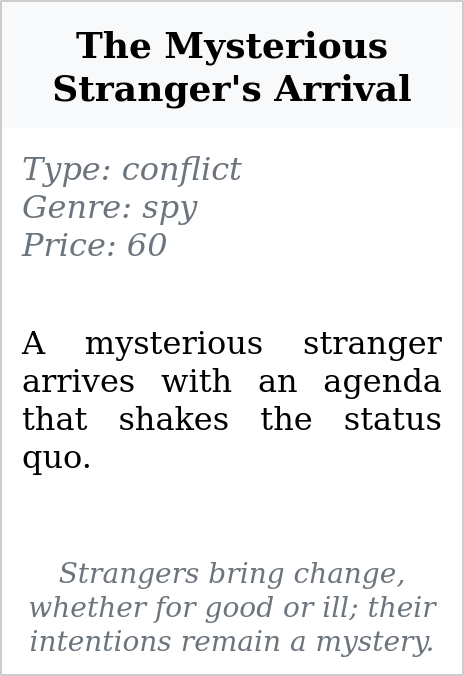 The Mysterious
Stranger's Arrival
Type: conflict
Genre: spy
Price: 60
A mysterious stranger
arrives with an agenda
that shakes the status
quo.
Strangers bring change,
whether for good or ill; their
intentions remain a mystery.